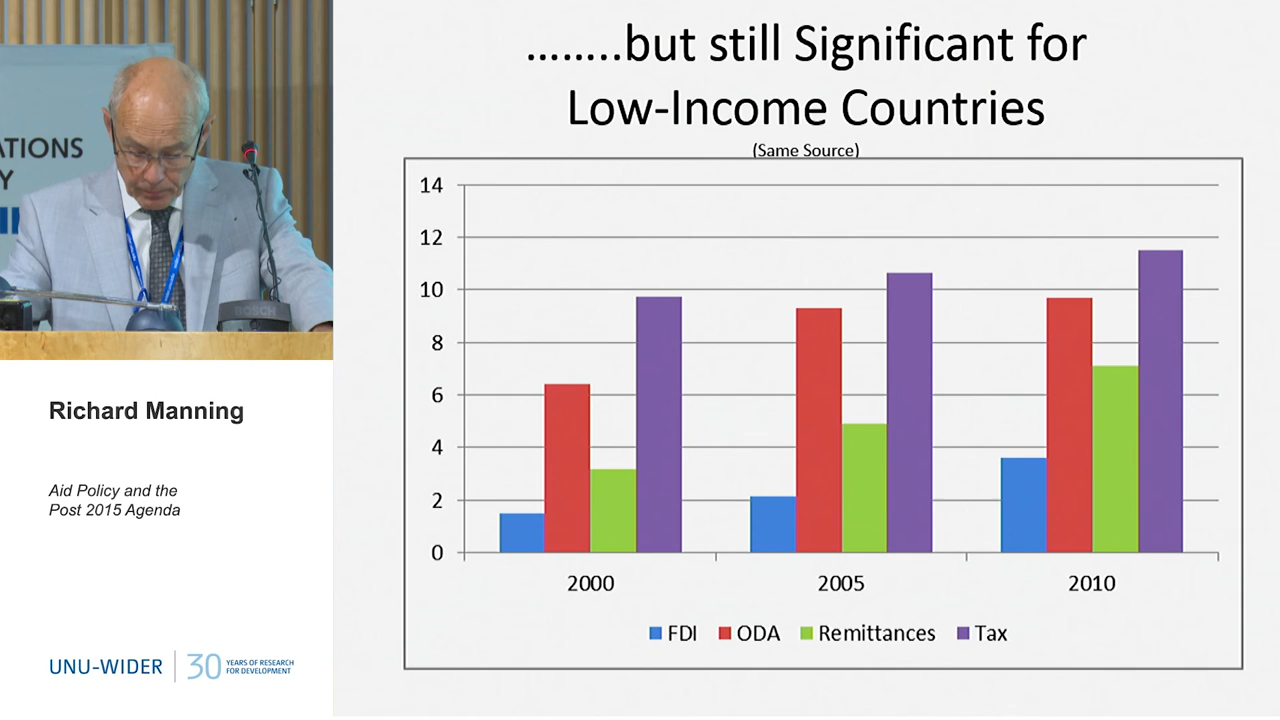 ........but still Significant for
Low-Income Countries
(Same Source)
14
12
10
8
6
4
2
0
2000
2005
2010
FDI ODA Remittances Tax
ATIONS
Y
BOSCH
Richard Manning
Aid Policy and the
Post 2015 Agenda
UNU-WIDER
30 YEARS OF RESEARCH
FOR DEVELOPMENT